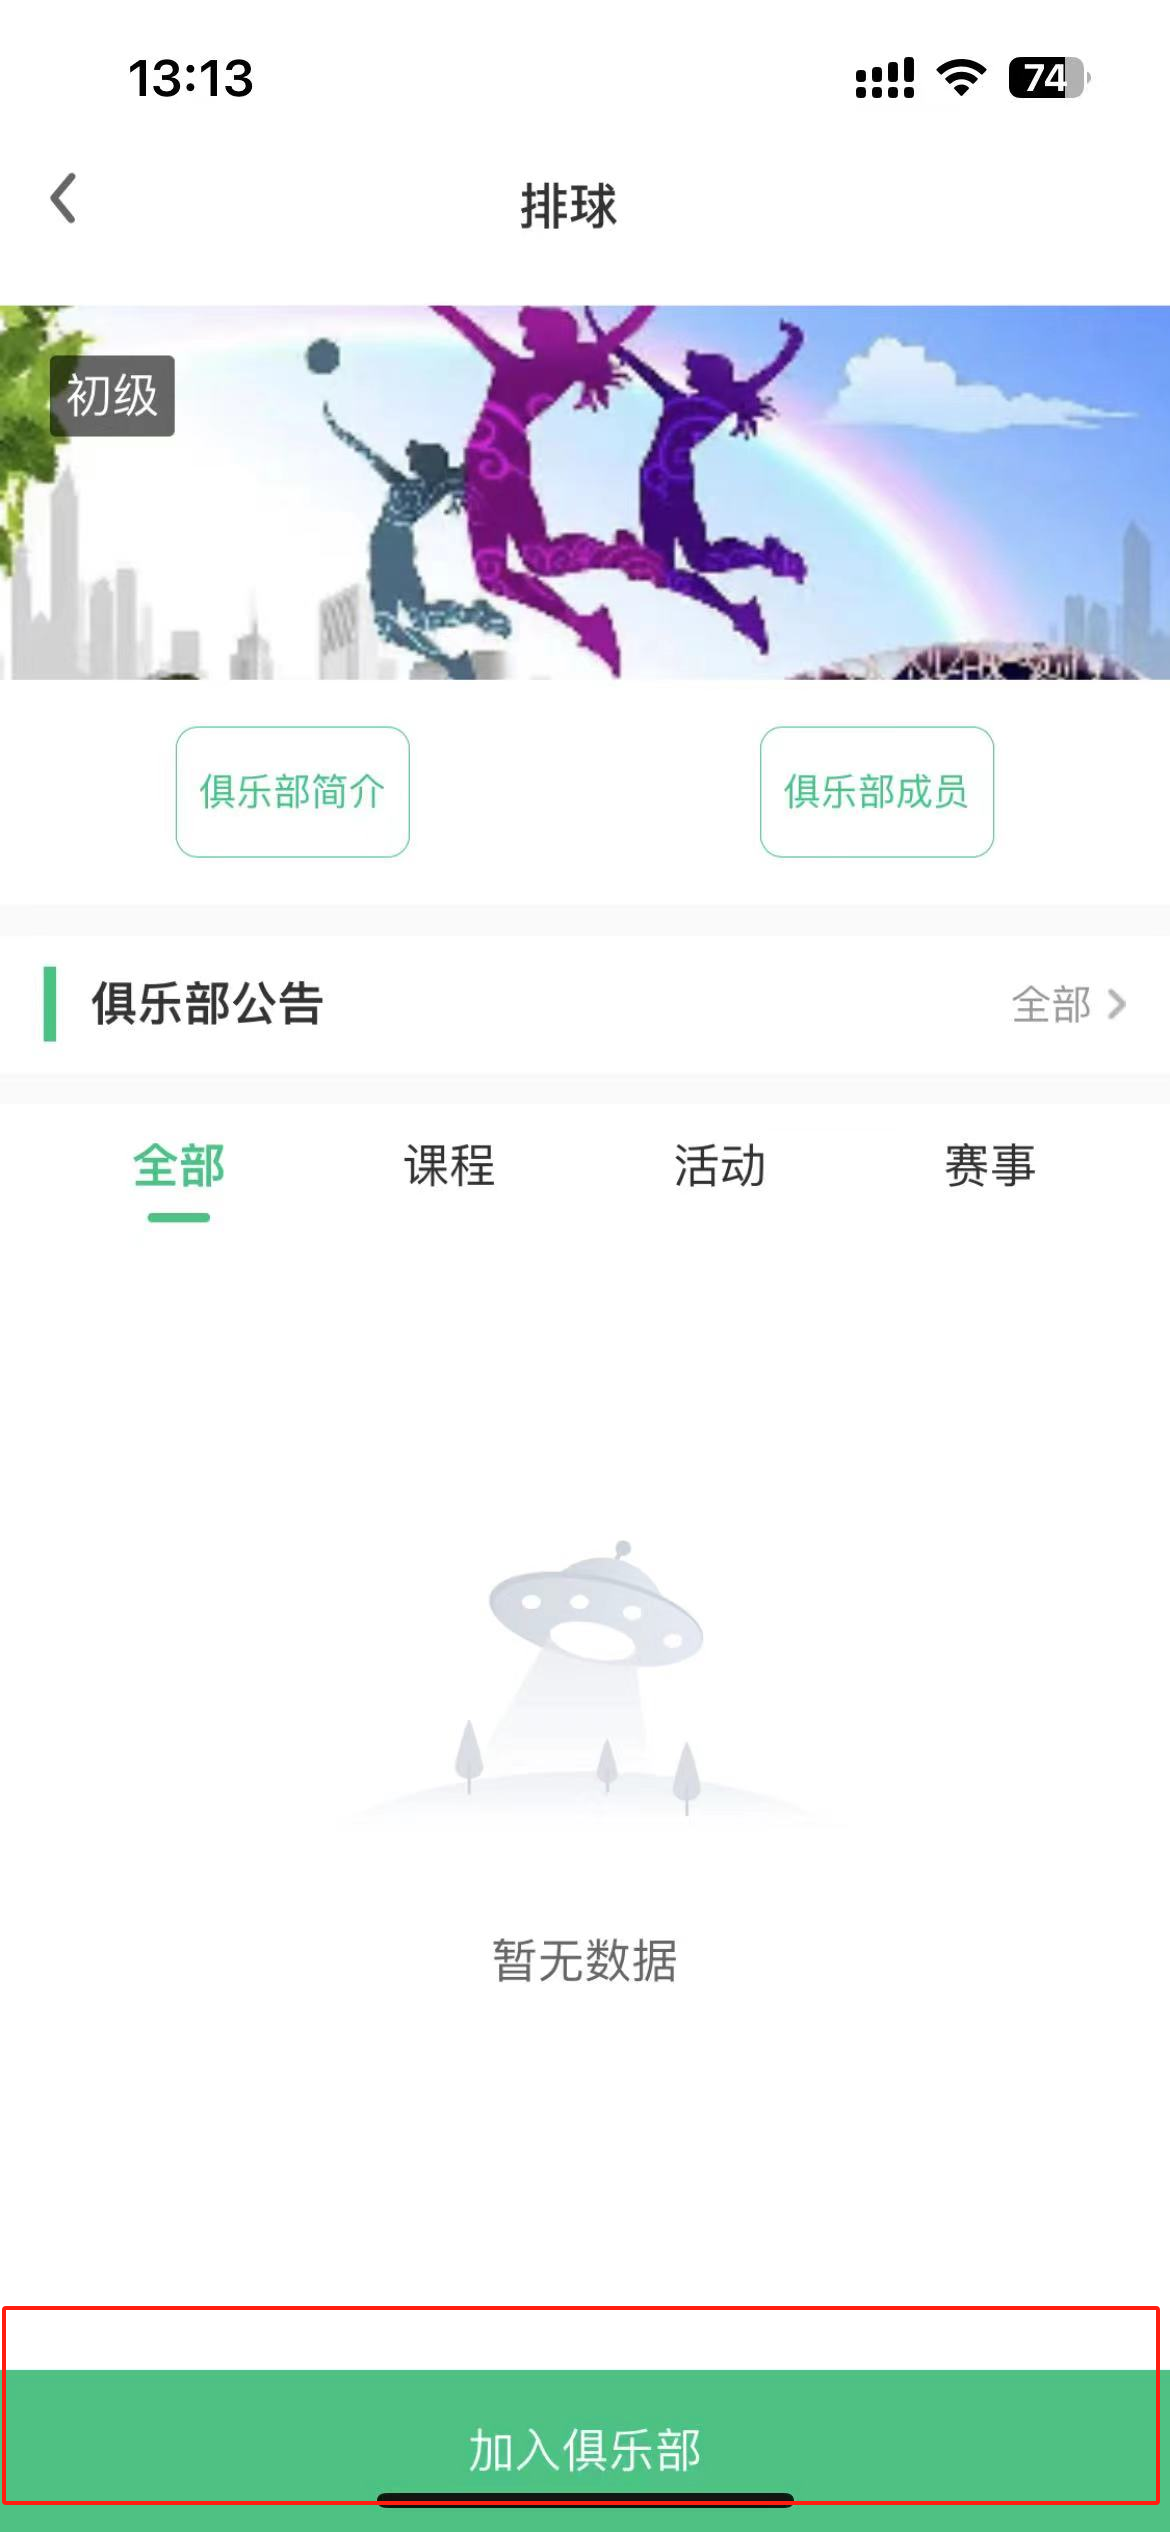 13:13
74
排球
初级
俱乐部简介
俱乐部成员
俱乐部公告
全部
全部
课程
活动
赛事
暂无数据
加入俱乐部